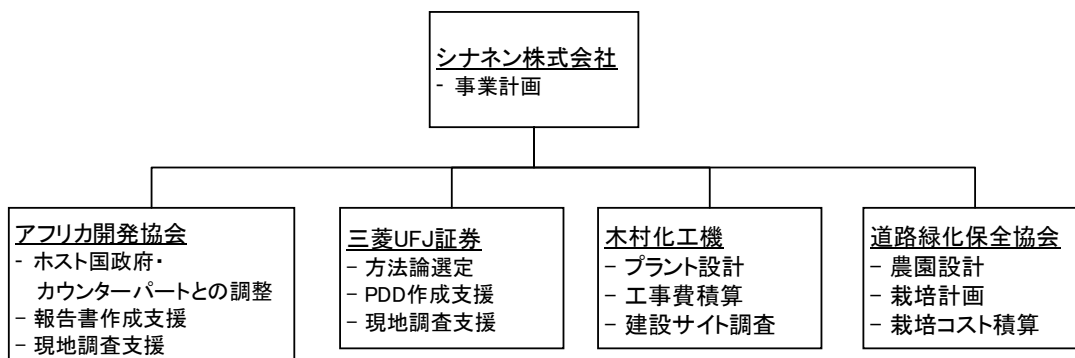 シナネン株式会社
- 事業計画
アフリカ開発協会
- ホスト国政府・
カウンターパートとの調整
- 報告書作成支援
- 現地調査支援
三菱UFJ証券
- 方法論選定
- PDD作成支援
- 現地調査支援
木村化工機
- プラント設計
- 工事費積算
- 建設サイト調査
道路緑化保全協会
- 農園設計
- 栽培計画
- 栽培コスト積算